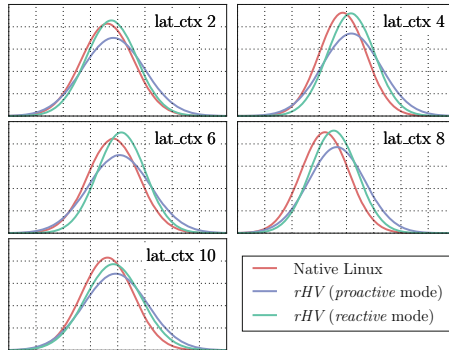 lat_ctx 2
lat_ctx 4
lat_ctx 6
lat_ctx 8
lat_ctx 10
Native Linux
rHV (proactive mode)
rHV (reactive mode)